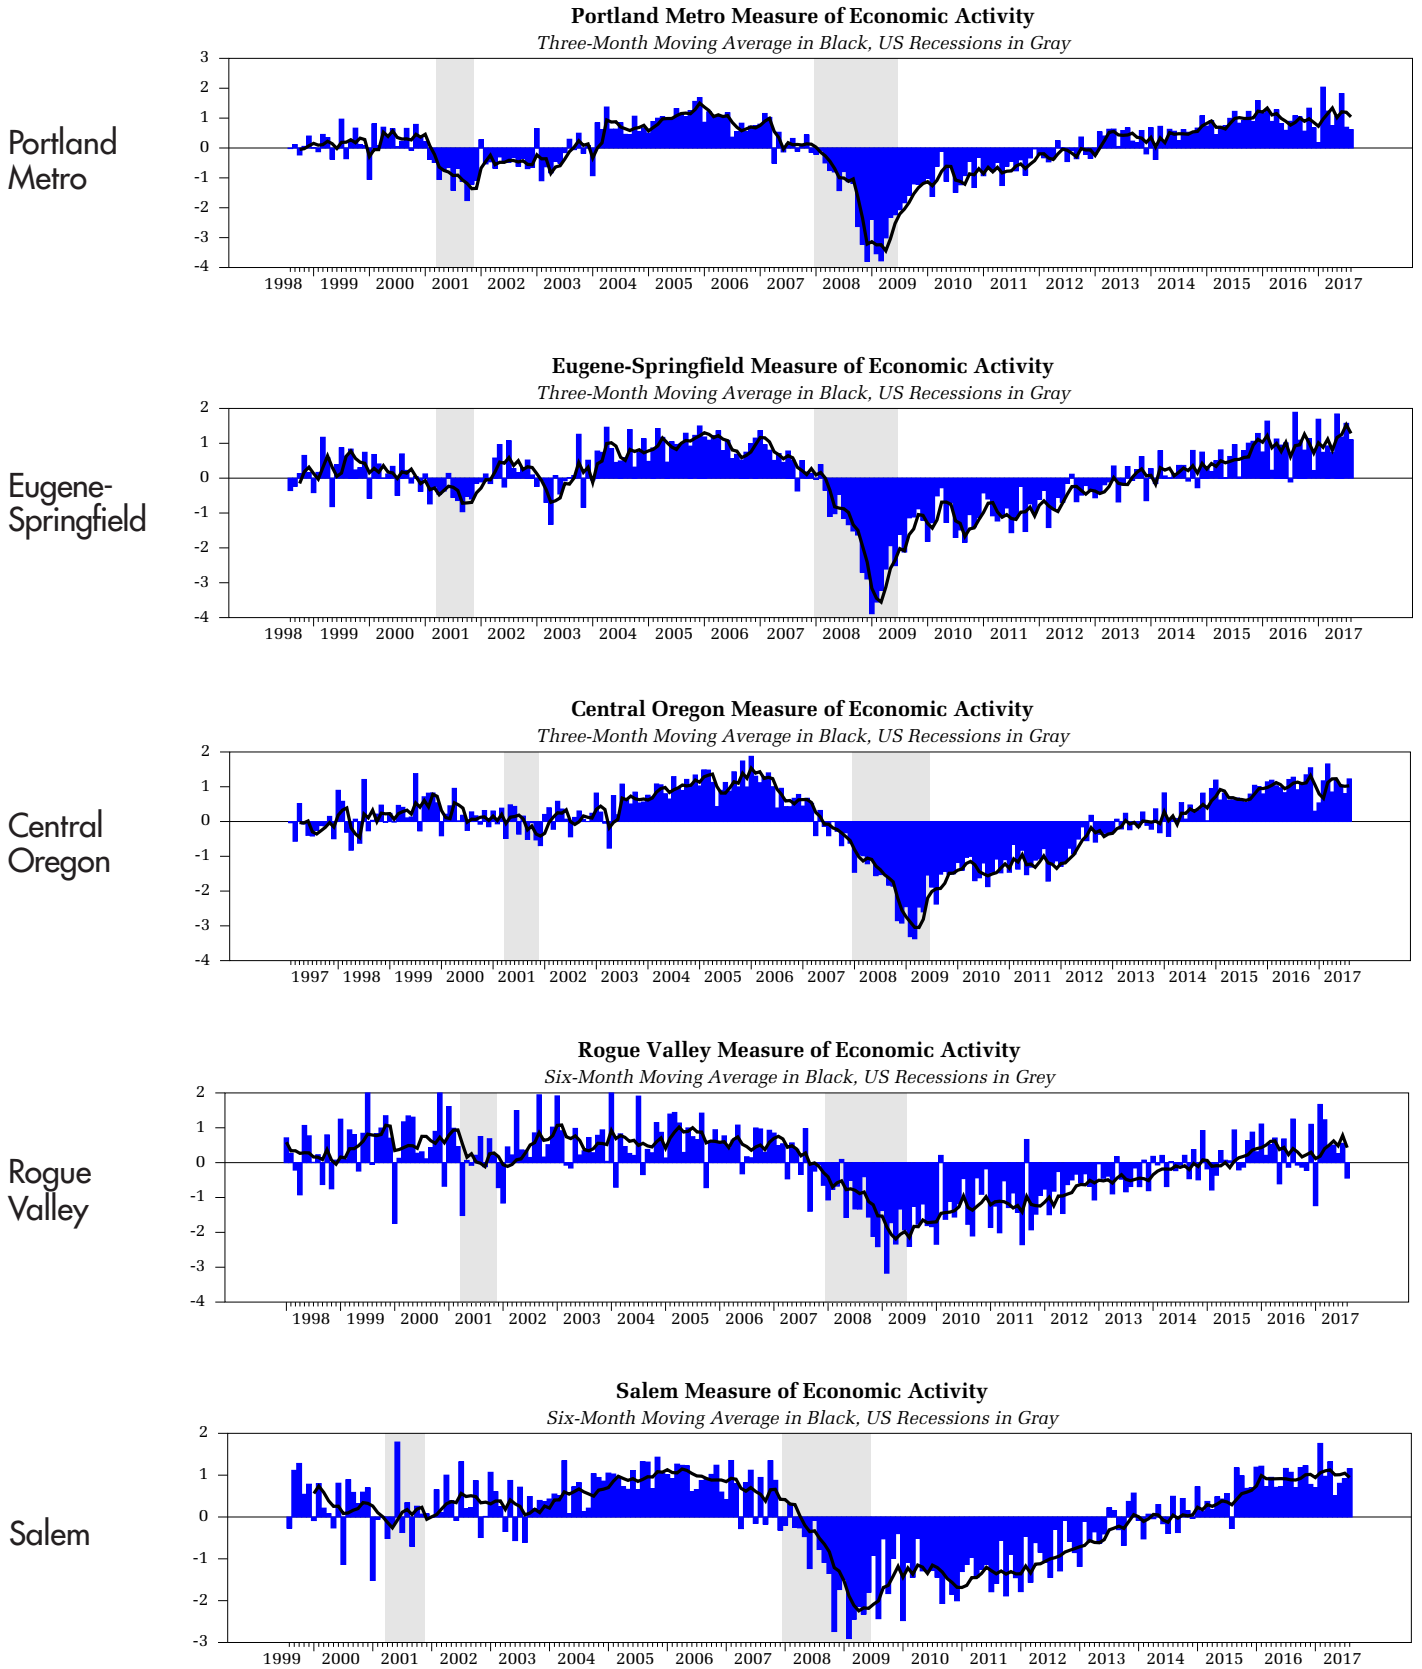 Portland Metro Measure of Economic Activity
Three-Month Moving Average in Black, US Recessions in Gray
Portland
Metro
3
2
1
0
-1
-2
-3
-4
1998 1999 2000 2001 2002 2003 2004 2005 2006 2007 2008 2009 2010 2011 2012 2013 2014 2015 2016 2017
Eugene-Springfield Measure of Economic Activity
Three-Month Moving Average in Black, US Recessions in Gray
Eugene-
Springfield
2
1
0
-1
-2
-3
-4
1998 1999 2000 2001 2002 2003 2004 2005 2006 2007 2008 2009 2010 2011 2012 2013 2014 2015 2016 2017
Central Oregon Measure of Economic Activity
Three-Month Moving Average in Black, US Recessions in Gray
Central
Oregon
2
1
0
-1
-2
-3
-4
1997 1998 1999 2000 2001 2002 2003 2004 2005 2006 2007 2008 2009 2010 2011 2012 2013 2014 2015 2016 2017
Rogue Valley Measure of Economic Activity
Six-Month Moving Average in Black, US Recessions in Grey
Rogue
Valley
2
1
0
-1
-2
-3
-4
1998 1999 2000 2001 2002 2003 2004 2005 2006 2007 2008 2009 2010 2011 2012 2013 2014 2015 2016 2017
Salem Measure of Economic Activity
Six-Month Moving Average in Black, US Recessions in Gray
Salem
2
1
0
-1
-2
-3
1999 2000 2001 2002 2003 2004 2005 2006 2007 2008 2009 2010 2011 2012 2013 2014 2015 2016 2017